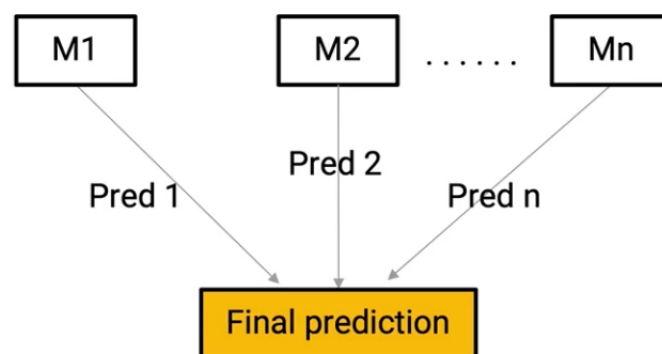 M1
M2
......
Mn
Pred 1
Pred 2
Pred n
Final prediction